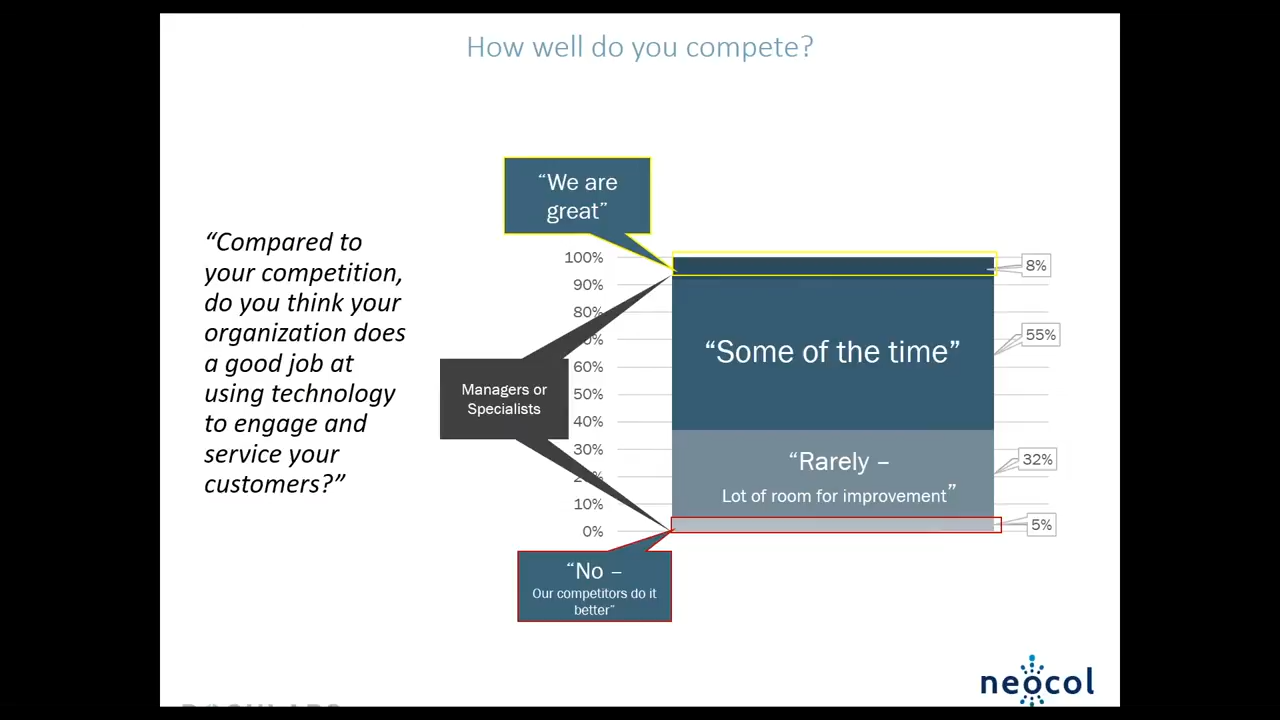 How well do you compete?
“We are
great”
“Compared to
your competition,
do you think your
organization does
a good job at
using technology
to engage and
service your
customers?”
Managers or
Specialists
100%
90%
80%
60%
50%
40%
30%
10%
0%
“Some of the time”
“Rarely –
Lot of room for improvement”
8%
55%
32%
5%
“No –
Our competitors do it
better”
neocol